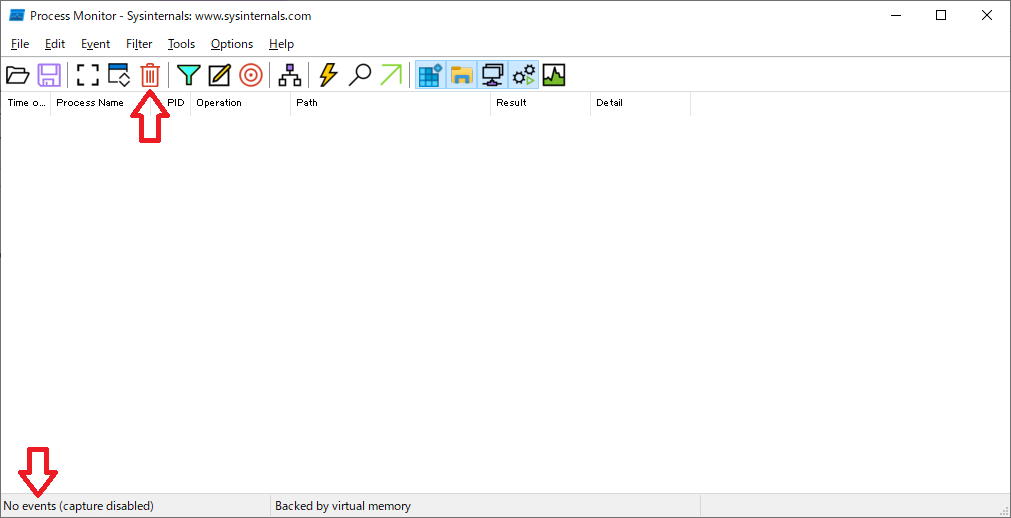 Process Monitor - Sysinternals: www.sysinternals.com
File Edit Event Filter Tools Options Help
Time o... Process Name PID Operation Path Result Detail
No events (capture disabled) Backed by virtual memory